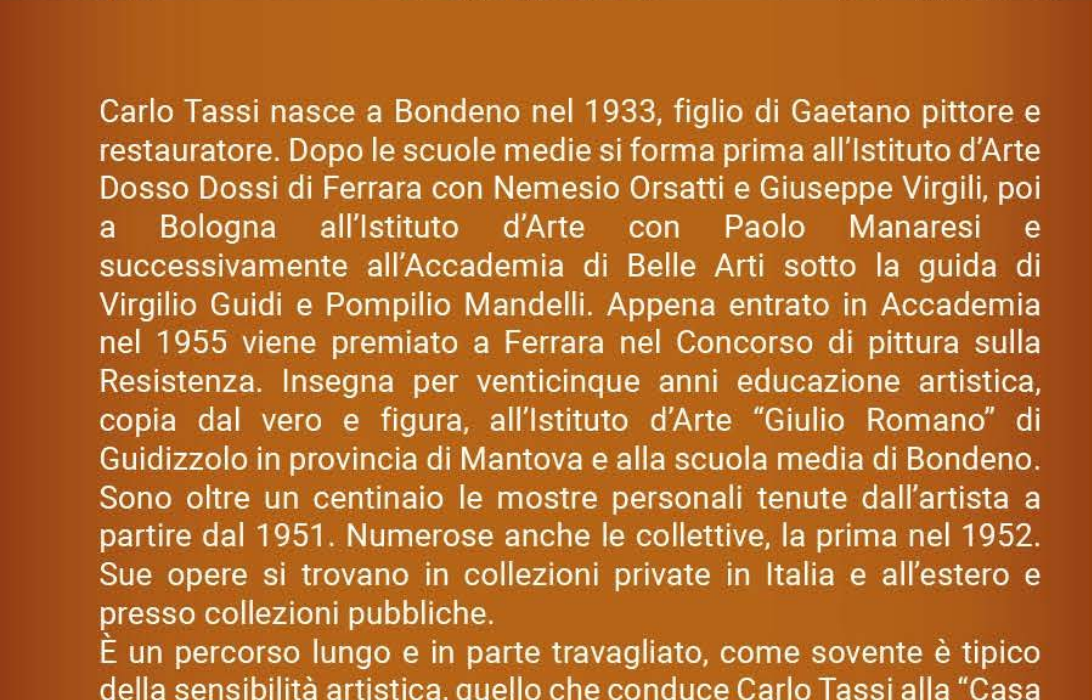 Carlo Tassi nasce a Bondeno nel 1933, figlio di Gaetano pittore e
restauratore. Dopo le scuole medie si forma prima all’Istituto d’Arte
Dosso Dossi di Ferrara con Nemesio Orsatti e Giuseppe Virgili, poi
a Bologna all’Istituto d’Arte con Paolo Manaresi e
successivamente all’Accademia di Belle Arti sotto la guida di
Virgilio Guidi e Pompilio Mandelli. Appena entrato in Accademia
nel 1955 viene premiato a Ferrara nel Concorso di pittura sulla
Resistenza. Insegna per venticinque anni educazione artistica,
copia dal vero e figura, all’Istituto d’Arte “Giulio Romano” di
Guidizzolo in provincia di Mantova e alla scuola media di Bondeno.
Sono oltre un centinaio le mostre personali tenute dall’artista a
partire dal 1951. Numerose anche le collettive, la prima nel 1952.
Sue opere si trovano in collezioni private in Italia e all’estero e
presso collezioni pubbliche.
È un percorso lungo e in parte travagliato, come sovente è tipico
della sensibilità artistica, quello che conduce Carlo Tassi alla “Casa